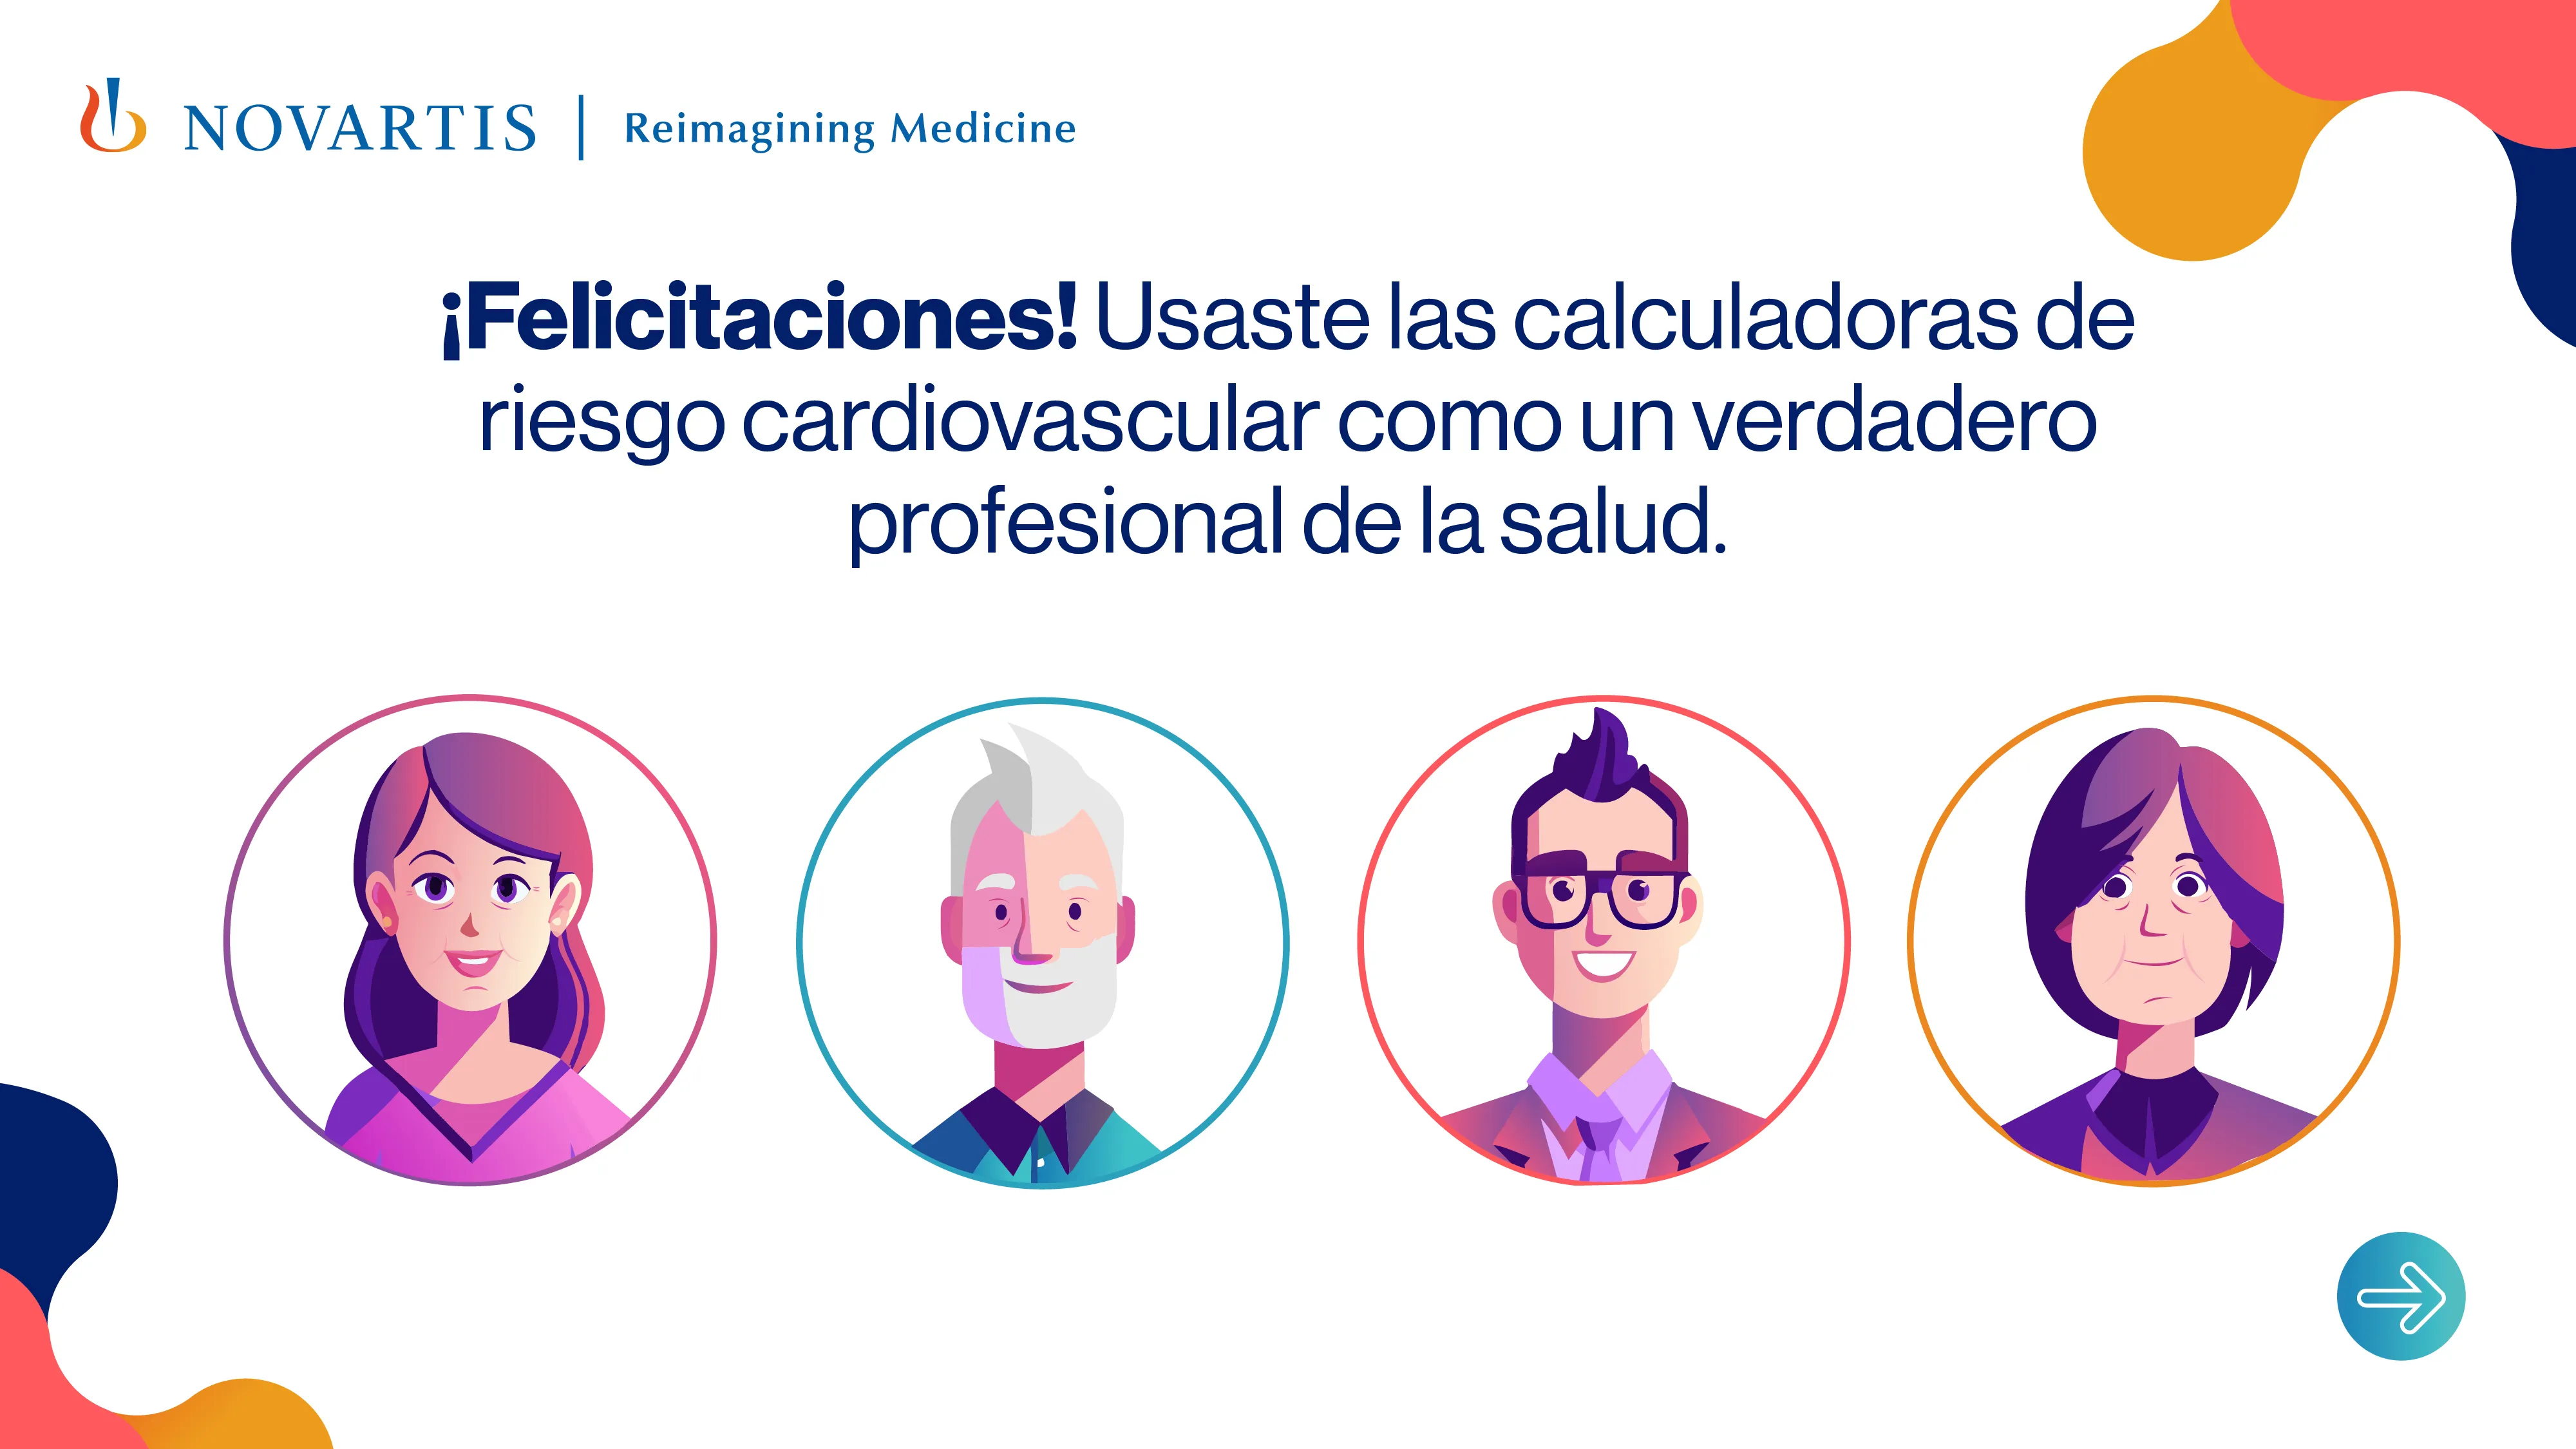 NOVARTIS | Reimagining Medicine
¡Felicitaciones! Usaste las calculadoras de
riesgo cardiovascular como un verdadero
profesional de la salud.